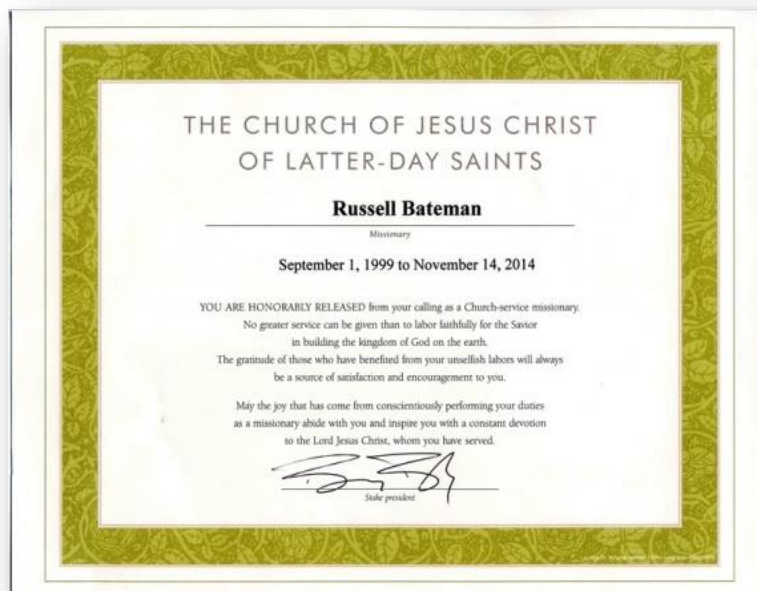 THE CHURCH OF JESUS CHRIST
OF LATTER-DAY SAINTS
Russell Bateman
Missionary
September 1, 1999 to November 14, 2014
YOU ARE HONORABLY RELEASED from your calling as a Church-service missionary.
No greater service can be given than to labor faithfully for the Savior
in building the kingdom of God on the earth.
The gratitude of those who have benefited from your unselfish labors will always
be a source of satisfaction and encouragement to you.
May the joy that has come from conscientiously performing your duties
as a missionary abide with you and inspire you with a constant devotion
to the Lord Jesus Christ, whom you have served.
Stake president